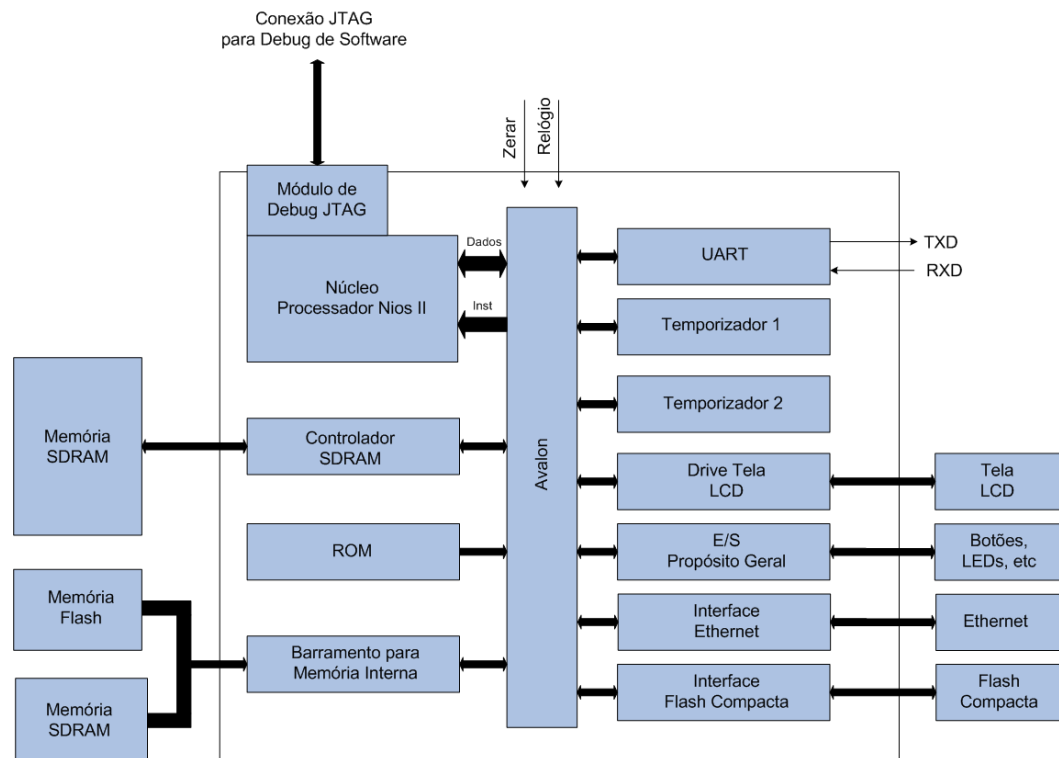 Conexão JTAG
para Debug de Software
Zerar
Relógio
Módulo de
Debug JTAG
Dados
Núcleo
Processador Nios II
Inst
UART
TXD
RXD
Temporizador 1
Temporizador 2
Memória
SDRAM
Controlador
SDRAM
Avalon
Drive Tela
LCD
Tela
LCD
ROM
E/S
Propósito Geral
Botões,
LEDs, etc
Memória
Flash
Interface
Ethernet
Ethernet
Barramento para
Memória Interna
Memória
SDRAM
Interface
Flash Compacta
Flash
Compacta